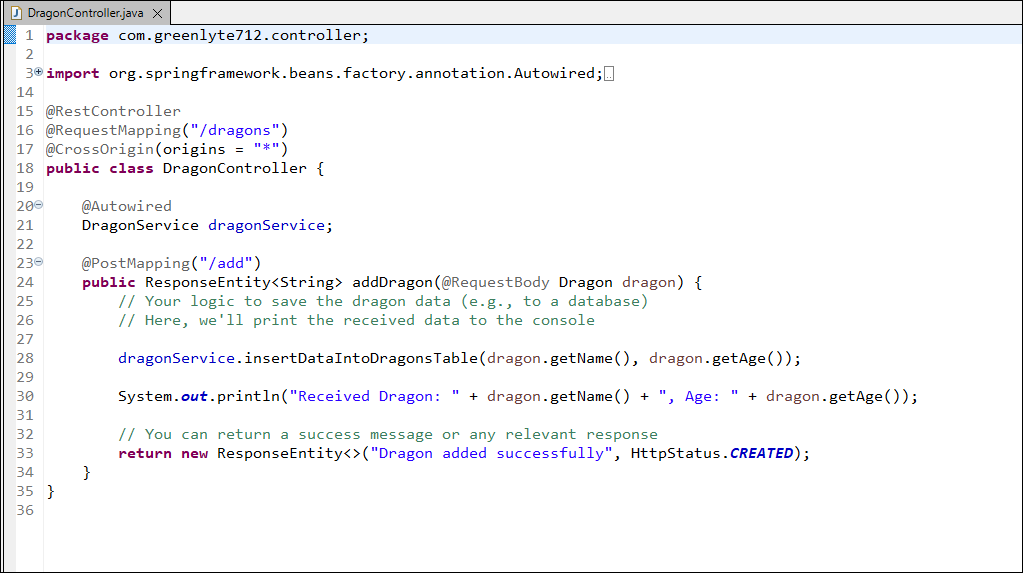 DragonController.java
1 package com.greenlyte712.controller;
2
3 import org.springframework.beans.factory.annotation.Autowired;
14
15 @RestController
16 @RequestMapping("/dragons")
17 @CrossOrigin(origins = "*")
18 public class DragonController {
19
20     @Autowired
21     DragonService dragonService;
22
23     @PostMapping("/add")
24     public ResponseEntity<String> addDragon(@RequestBody Dragon dragon) {
25         // Your logic to save the dragon data (e.g., to a database)
26         // Here, we'll print the received data to the console
27
28         dragonService.insertDataIntoDragonsTable(dragon.getName(), dragon.getAge());
29
30         System.out.println("Received Dragon: " + dragon.getName() + ", Age: " + dragon.getAge());
31
32         // You can return a success message or any relevant response
33         return new ResponseEntity<>("Dragon added successfully", HttpStatus.CREATED);
34     }
35 }
36